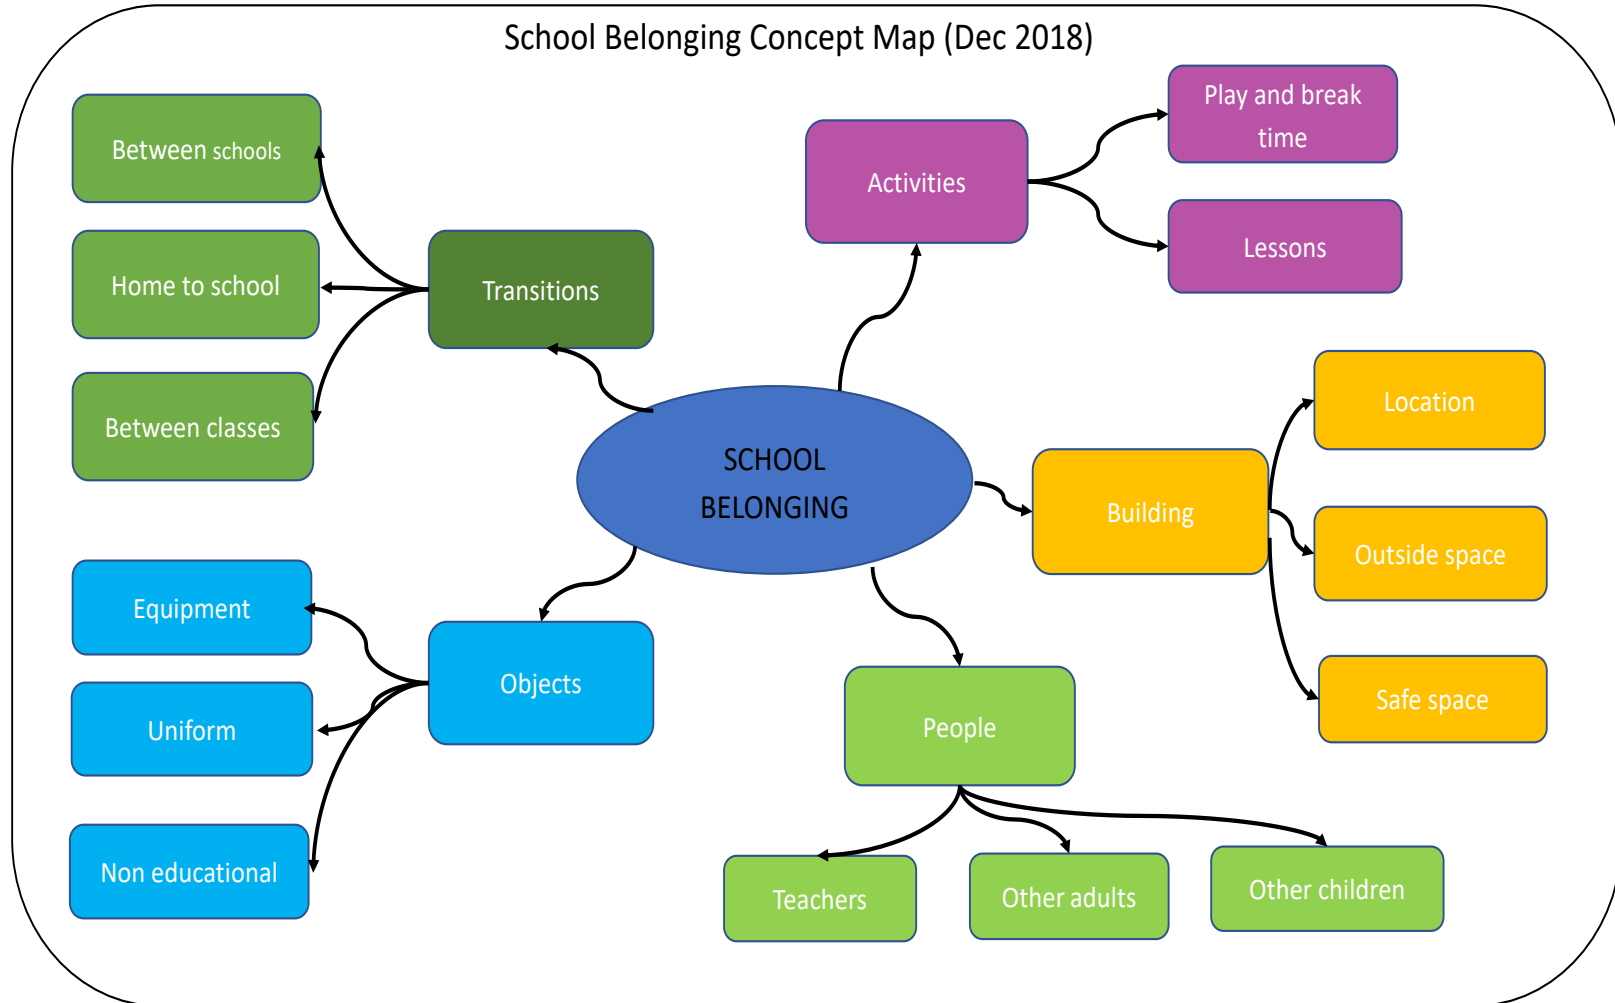 School Belonging Concept Map (Dec 2018)
Between schools
Home to school
Between classes
Transitions
Activities
Play and break
time
Lessons
SCHOOL
BELONGING
Building
Location
Outside space
Safe space
Equipment
Uniform
Non educational
Objects
People
Teachers
Other adults
Other children